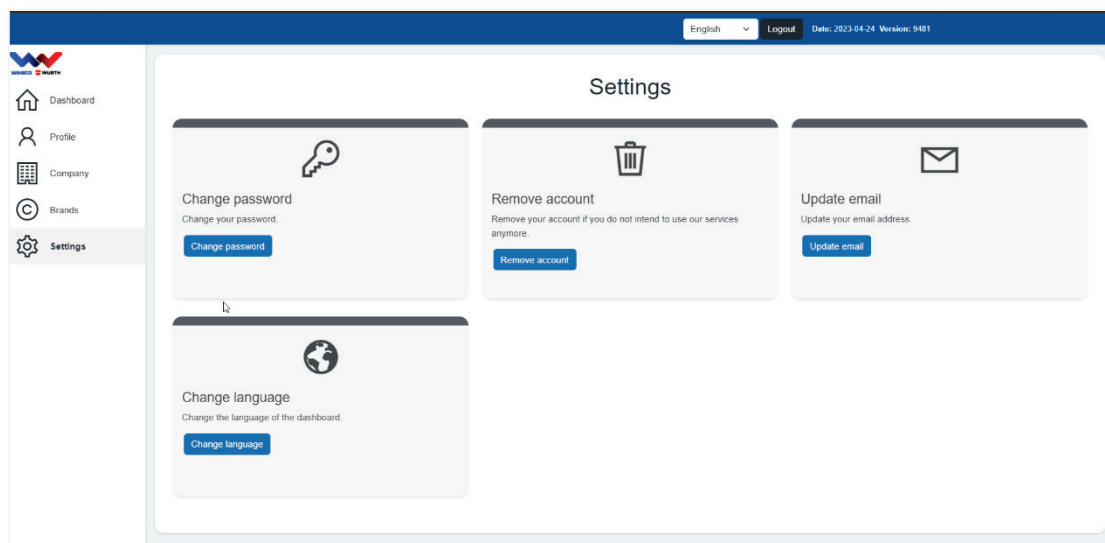 English
Logout
Date: 2023-04-24 Version: 9481
WABCO WURTH
Dashboard
Profile
Company
Brands
Settings
Settings
Change password
Change your password.
Change password
Remove account
Remove your account if you do not intend to use our services
anymore.
Remove account
Update email
Update your email address.
Update email
Change language
Change the language of the dashboard.
Change language